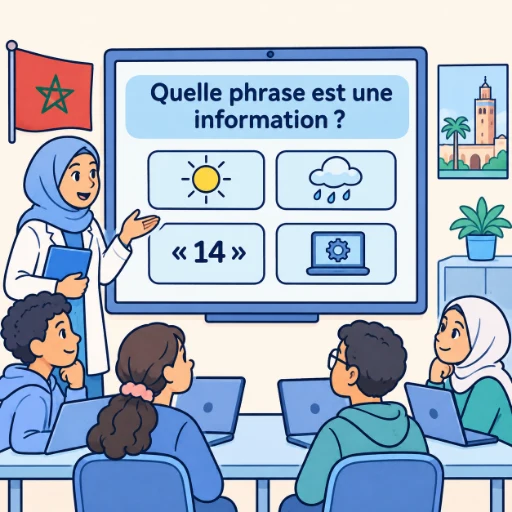 Quelle phrase est une
information ?
« 14 »